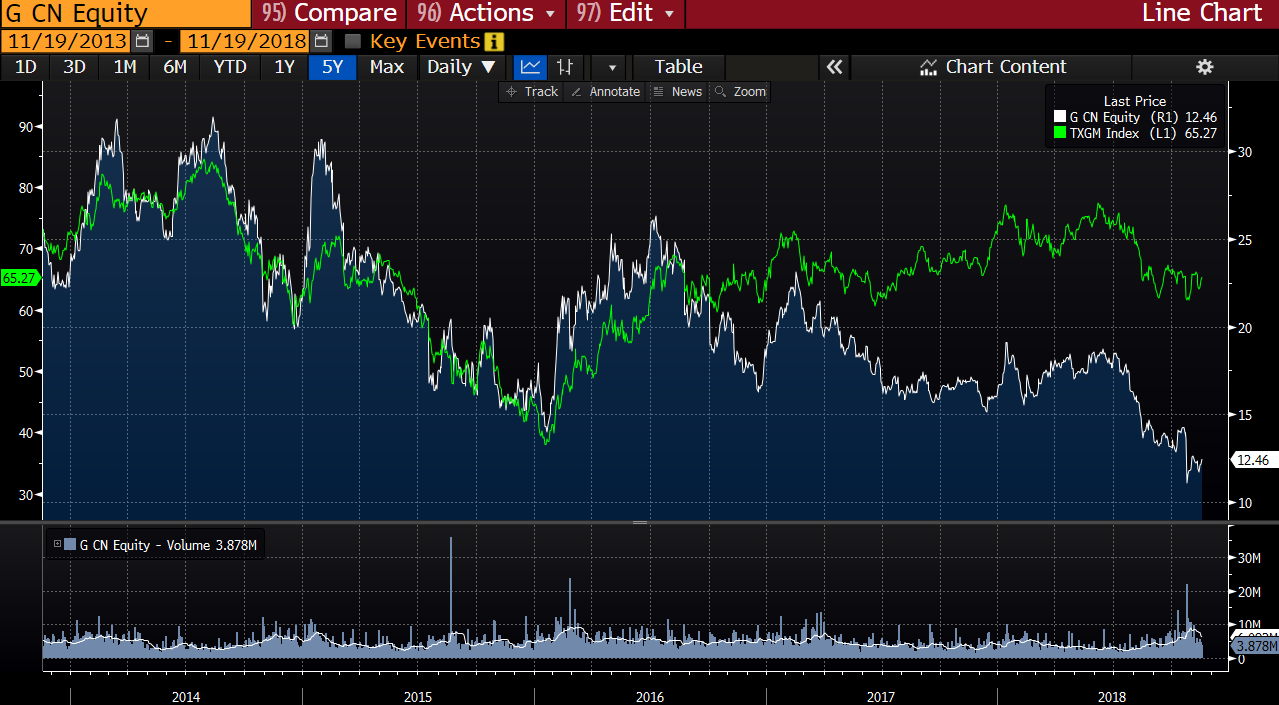 G CN Equity 95) Compare 96) Actions 97) Edit Line Chart
11/19/2013 - 11/19/2018 Key Events i
1D 3D 1M 6M YTD 1Y 5Y Max Daily Table Chart Content
Track Annotate News Zoom
Last Price
G CN Equity (R1) 12.46
TXGM Index (L1) 65.27
90
80
70
65.27
60
50
40
30
30
25
20
15
12.46
10
G CN Equity - Volume 3.878M
30M
20M
10M
3.878M
0
2014 2015 2016 2017 2018